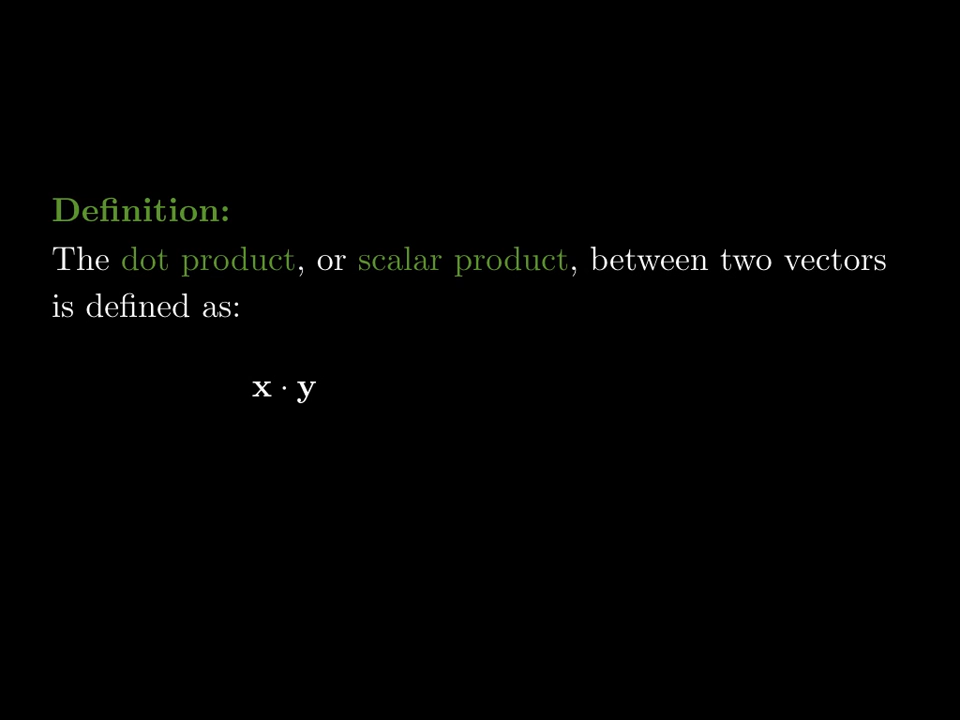 Definition:
The dot product, or scalar product, between two vectors
is defined as:
x · y